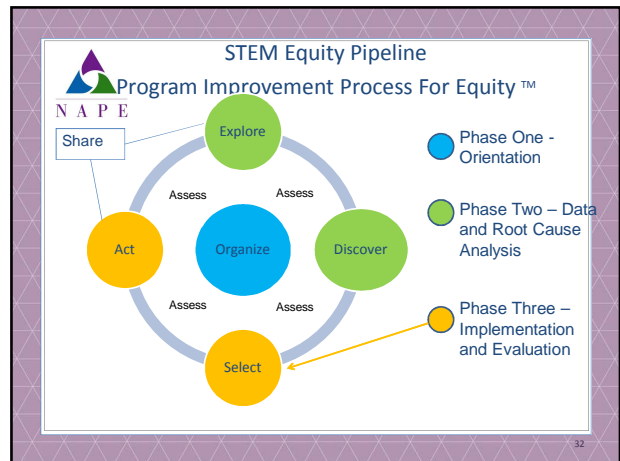 STEM Equity Pipeline
Program Improvement Process For Equity ™
N A P E
Share
Explore
Assess
Assess
Act
Organize
Discover
Assess
Assess
Select
Phase One -
Orientation
Phase Two – Data
and Root Cause
Analysis
Phase Three –
Implementation
and Evaluation
32